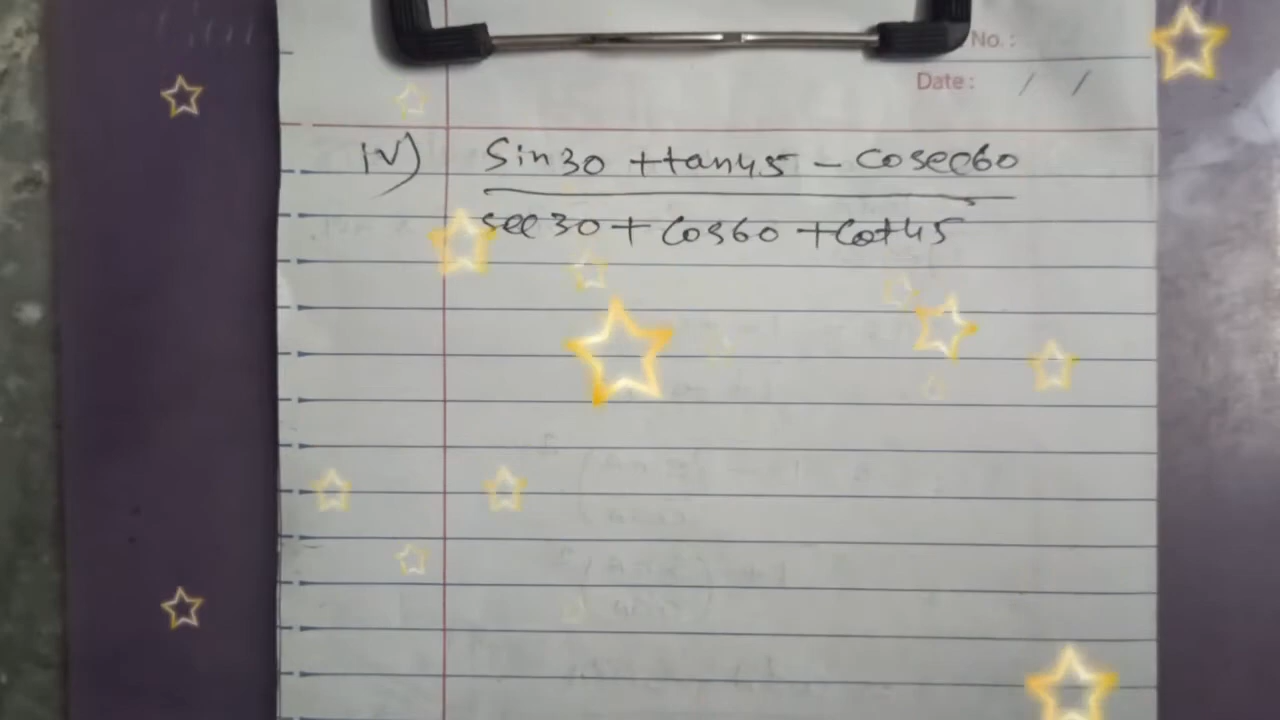 No. :
Date : / /
iv) Sin30 + tan45 - cosec60
sec30 + cos60 + cot45